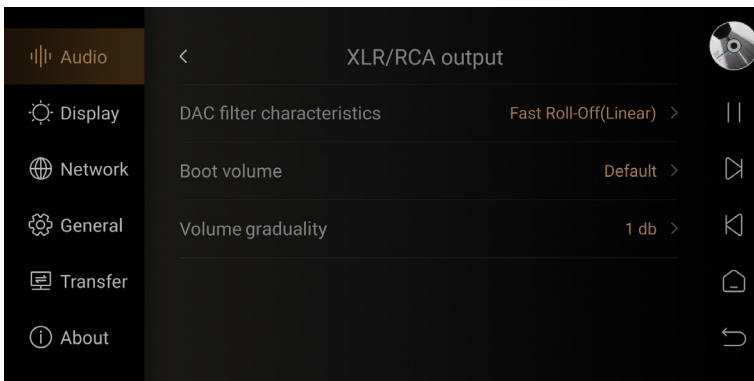 Audio
Display
Network
General
Transfer
About
XLR/RCA output
DAC filter characteristics Fast Roll-Off(Linear)
Boot volume Default
Volume graduality 1 db